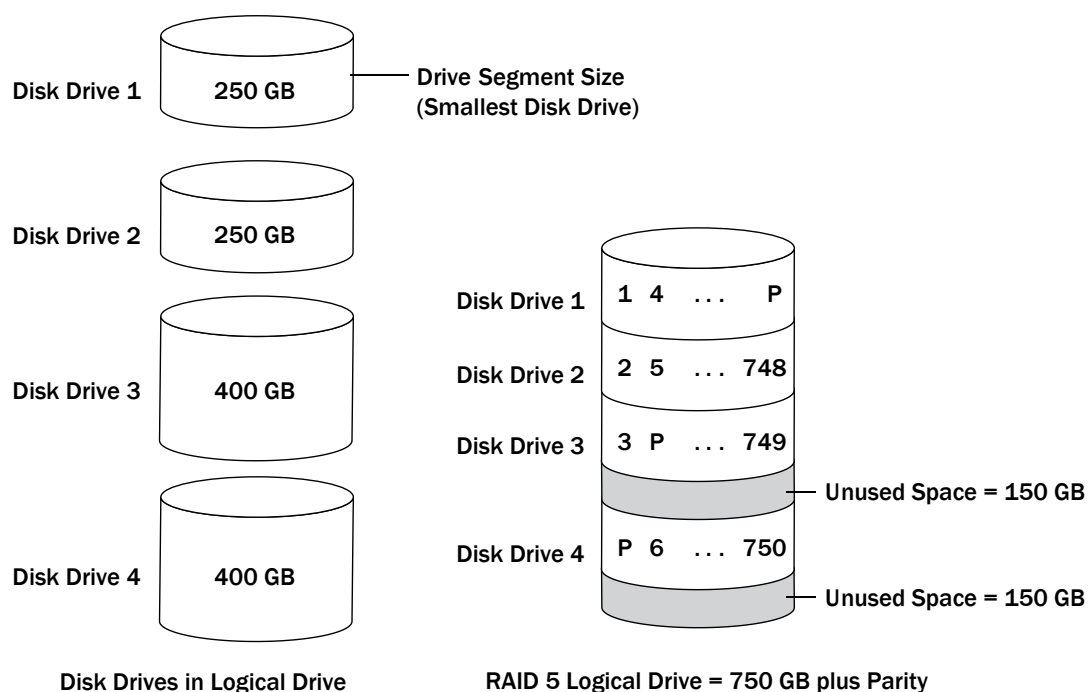 Disk Drive 1
250 GB
Drive Segment Size
(Smallest Disk Drive)
Disk Drive 2
250 GB
Disk Drive 3
400 GB
Disk Drive 4
400 GB
Disk Drives in Logical Drive
Disk Drive 1
1 4 ... P
Disk Drive 2
2 5 ... 748
Disk Drive 3
3 P ... 749
Unused Space = 150 GB
Disk Drive 4
P 6 ... 750
Unused Space = 150 GB
RAID 5 Logical Drive = 750 GB plus Parity